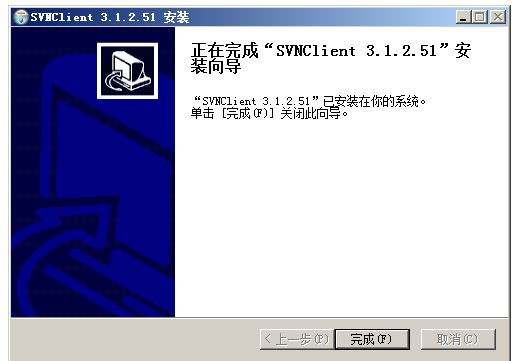 SVNClient 3.1.2.51 安装
正在完成“SVNClient 3.1.2.51”安
装向导
“SVNClient 3.1.2.51”已安装在你的系统。
单击 [完成(F)] 关闭此向导。
< 上一步(P) 完成(F) 取消(C)